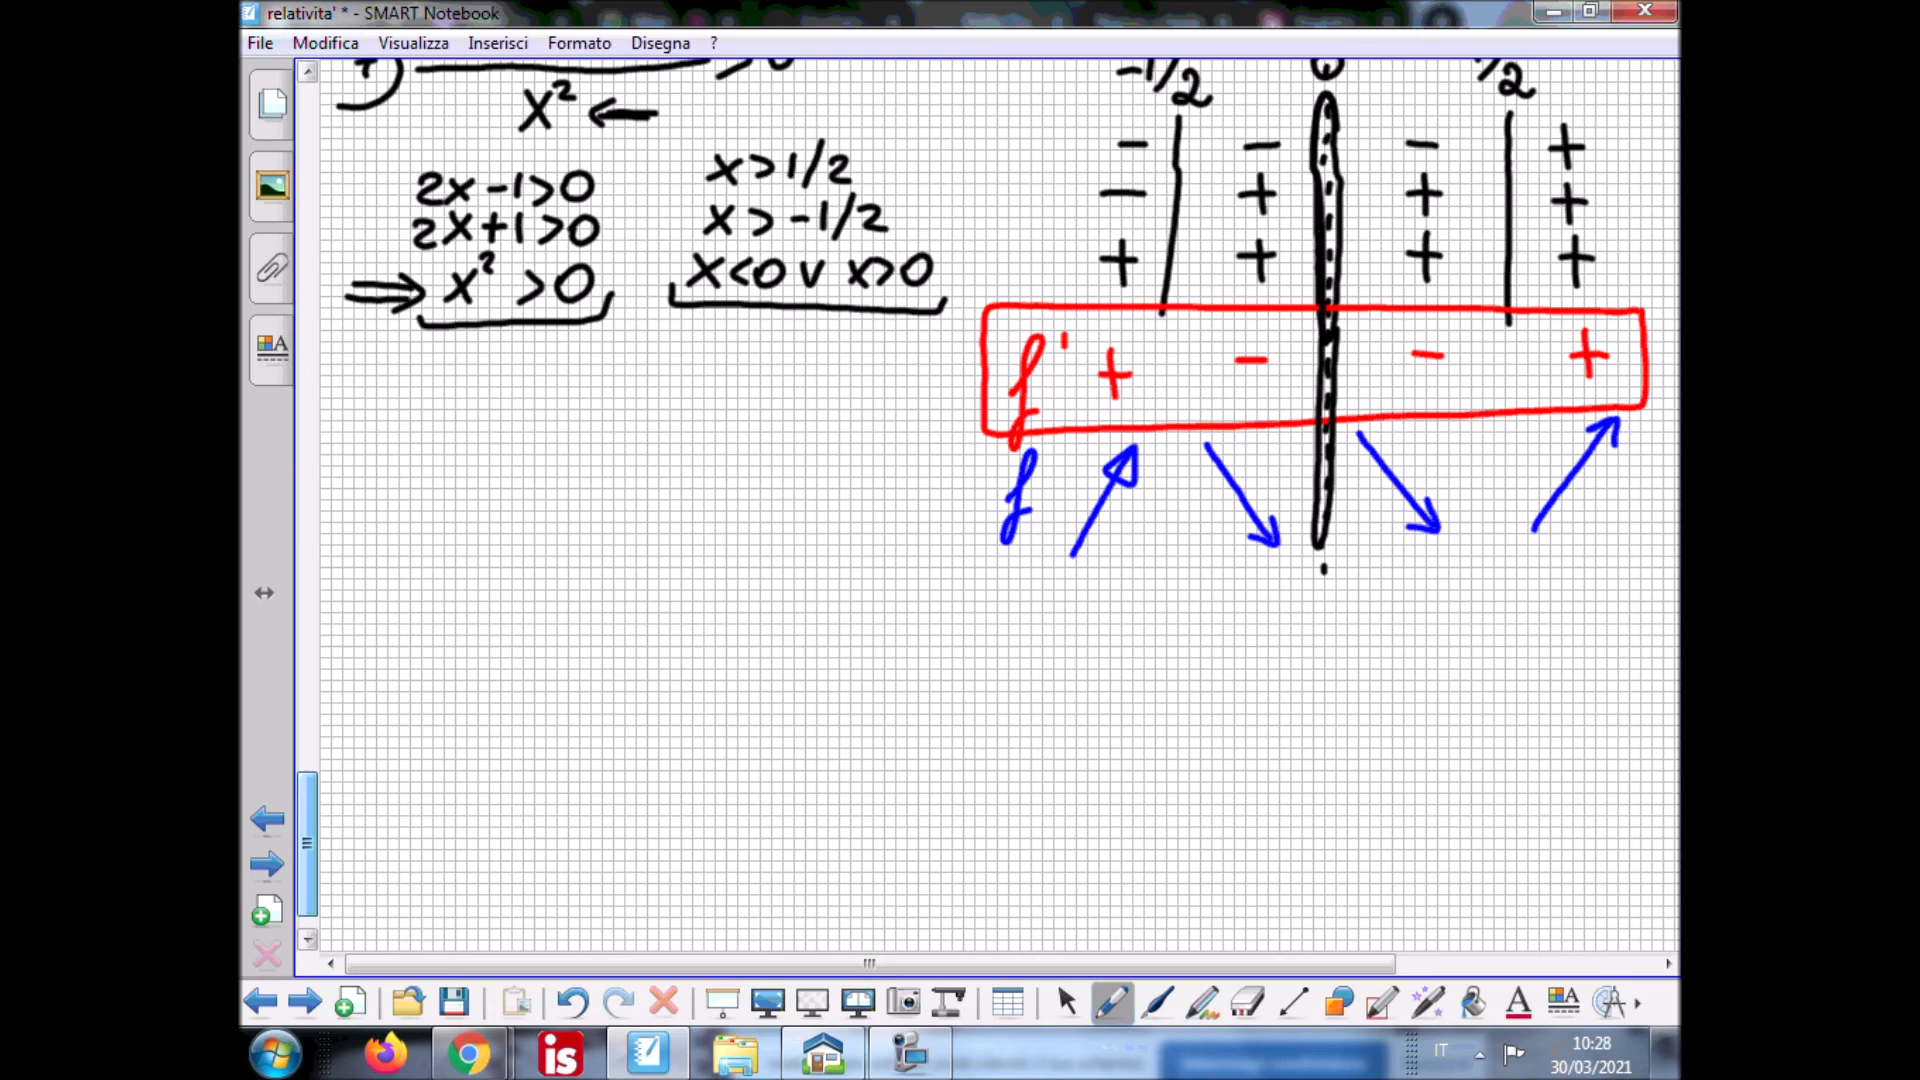 relativita' * - SMART Notebook
File Modifica Visualizza Inserisci Formato Disegna ?
x²
-1/2 1/2
2x-1>0 x>1/2 - - - +
2x+1>0 x>-1/2 - + + +
⇒ x²>0 x<0 ∨ x>0 + + + +
f' + - - +
f
is
IT
10:28
30/03/2021